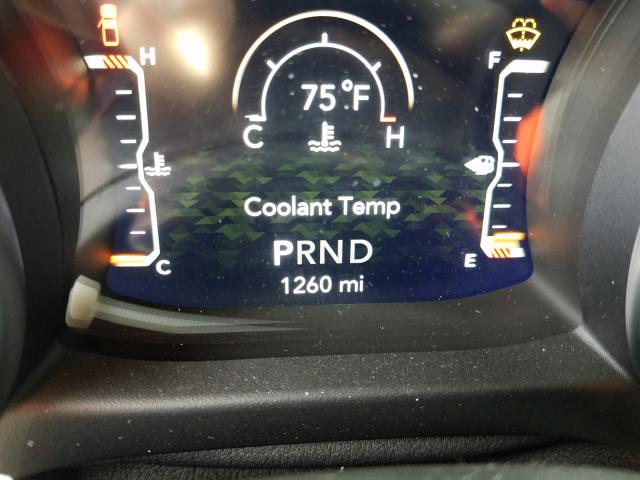 H F
75°F
C H
Coolant Temp
PRND
C E
1260 mi